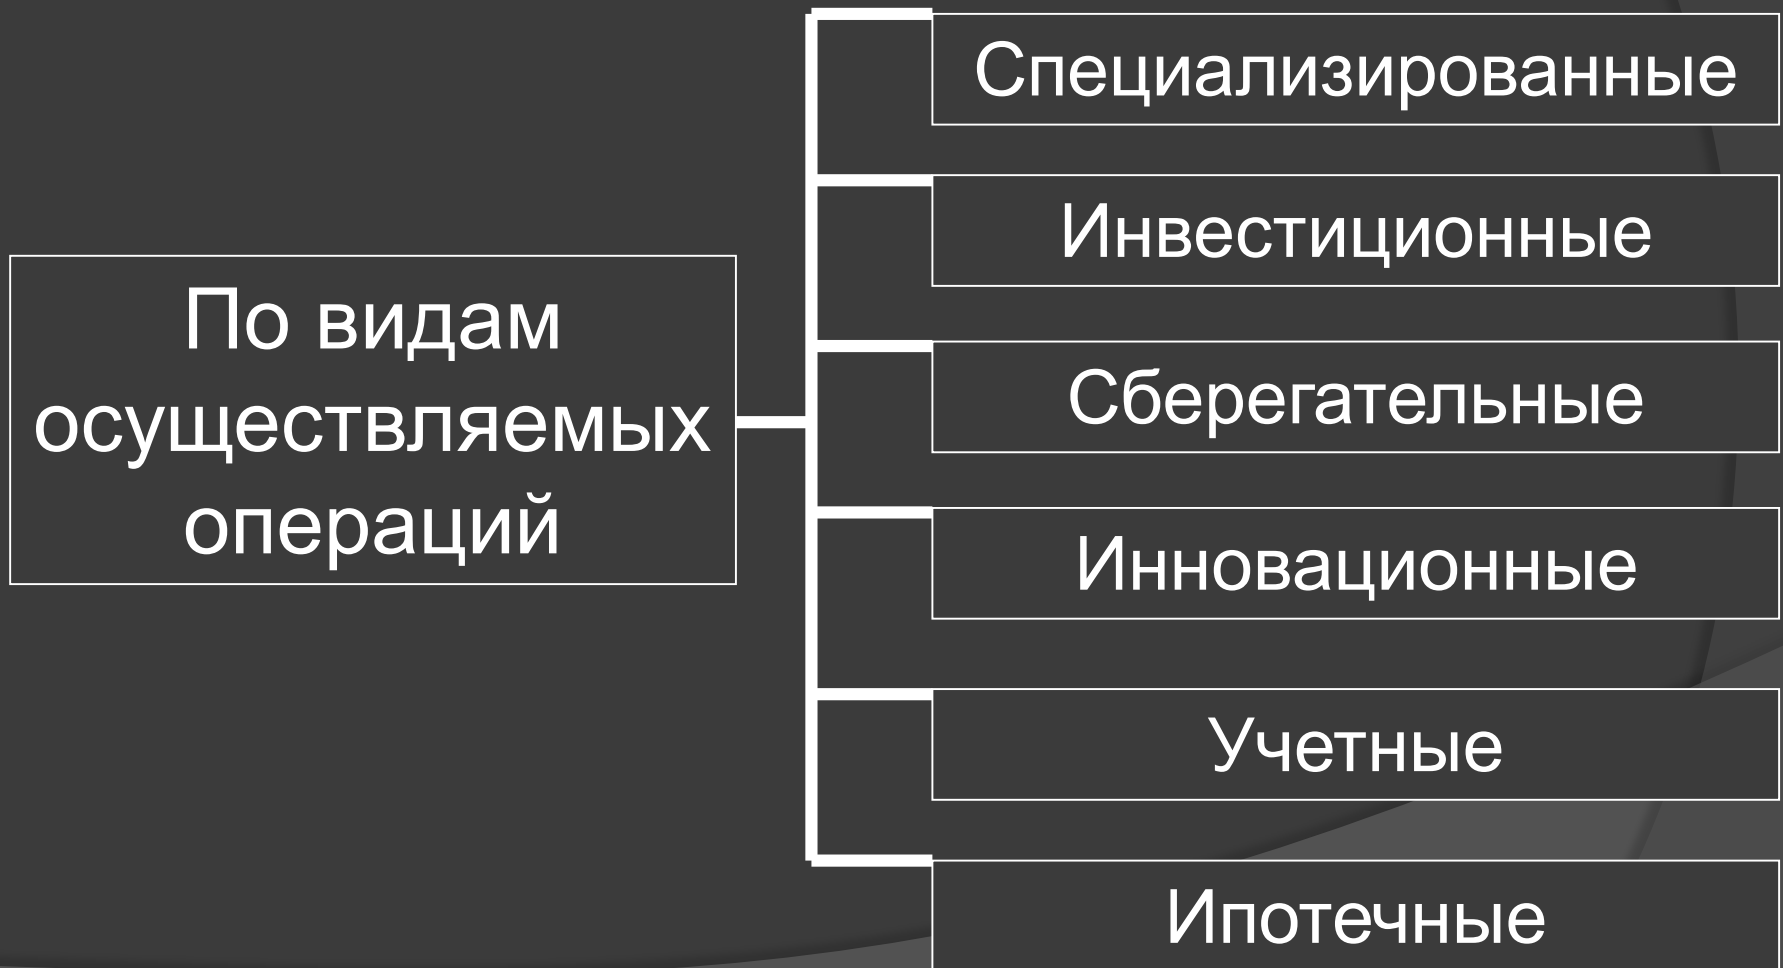 По видам
осуществляемых
операций
Специализированные
Инвестиционные
Сберегательные
Инновационные
Учетные
Ипотечные